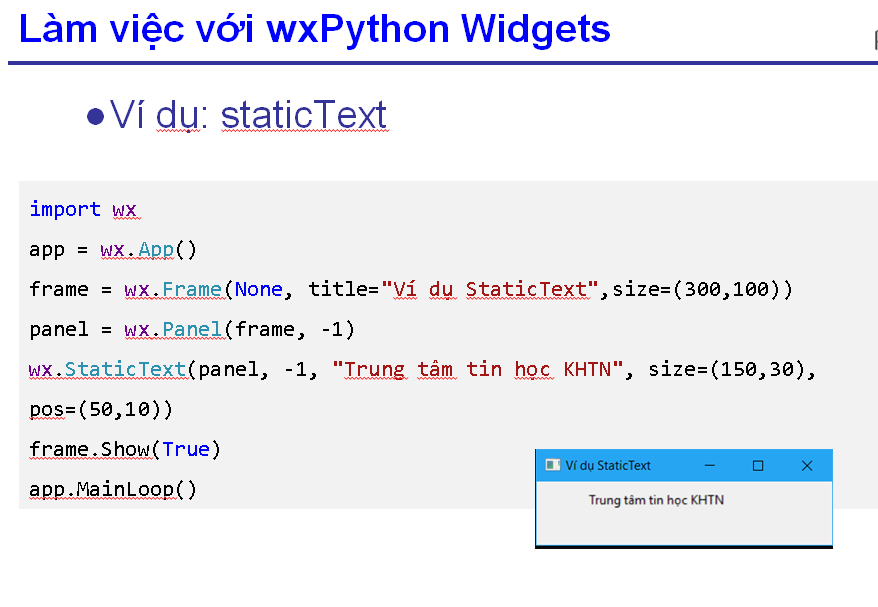 Làm việc với wxPython Widgets
●Ví dụ: staticText
import wx
app = wx.App()
frame = wx.Frame(None, title="Ví dụ StaticText",size=(300,100))
panel = wx.Panel(frame, -1)
wx.StaticText(panel, -1, "Trung tâm tin học KHTN", size=(150,30),
pos=(50,10))
frame.Show(True)
app.MainLoop()
Ví dụ StaticText
Trung tâm tin học KHTN